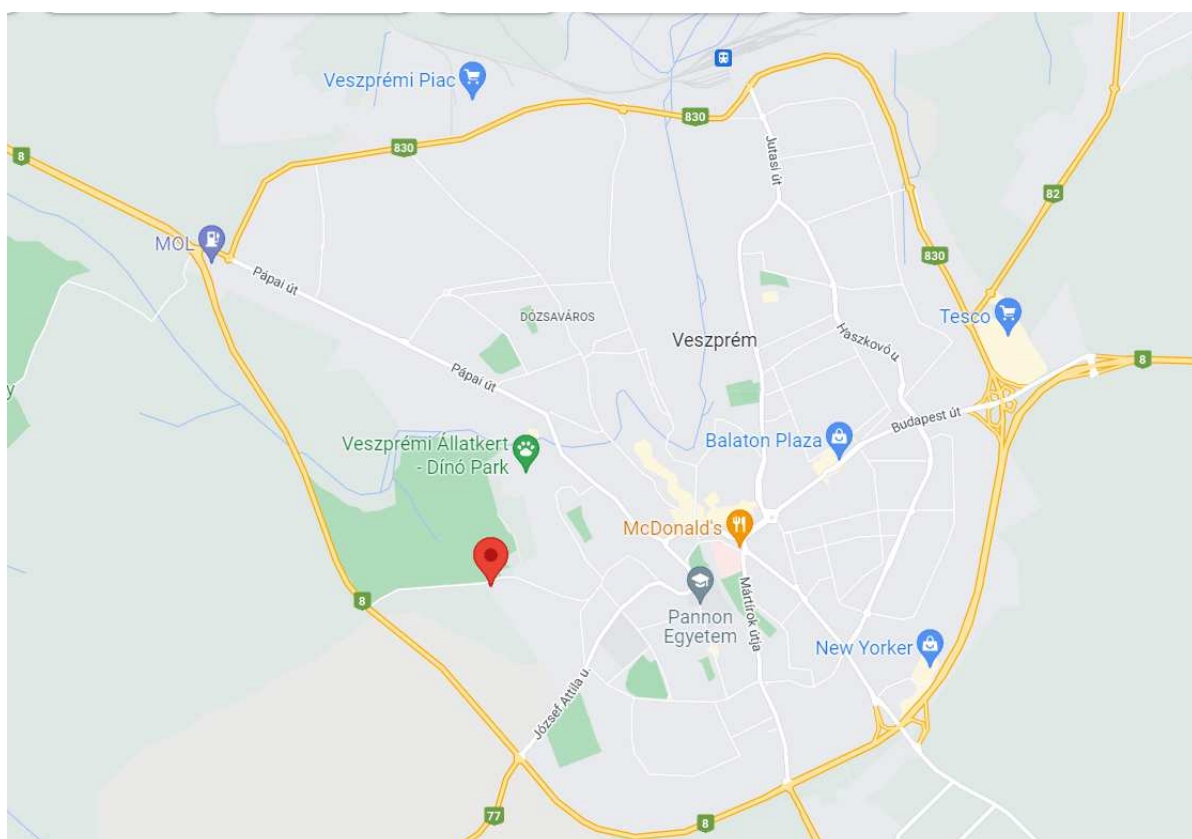 Veszprémi Piac
830
830
8
Jutasi út
82
MOL
830
Pápai út
DÓZSAVÁROS
Tesco
Veszprém
Haszkovó u.
8
Pápai út
y
Budapest út
Veszprémi Állatkert
- Dínó Park
Balaton Plaza
McDonald's
8
Mártírok útja
Pannon
Egyetem
New Yorker
József Attila u.
77
8